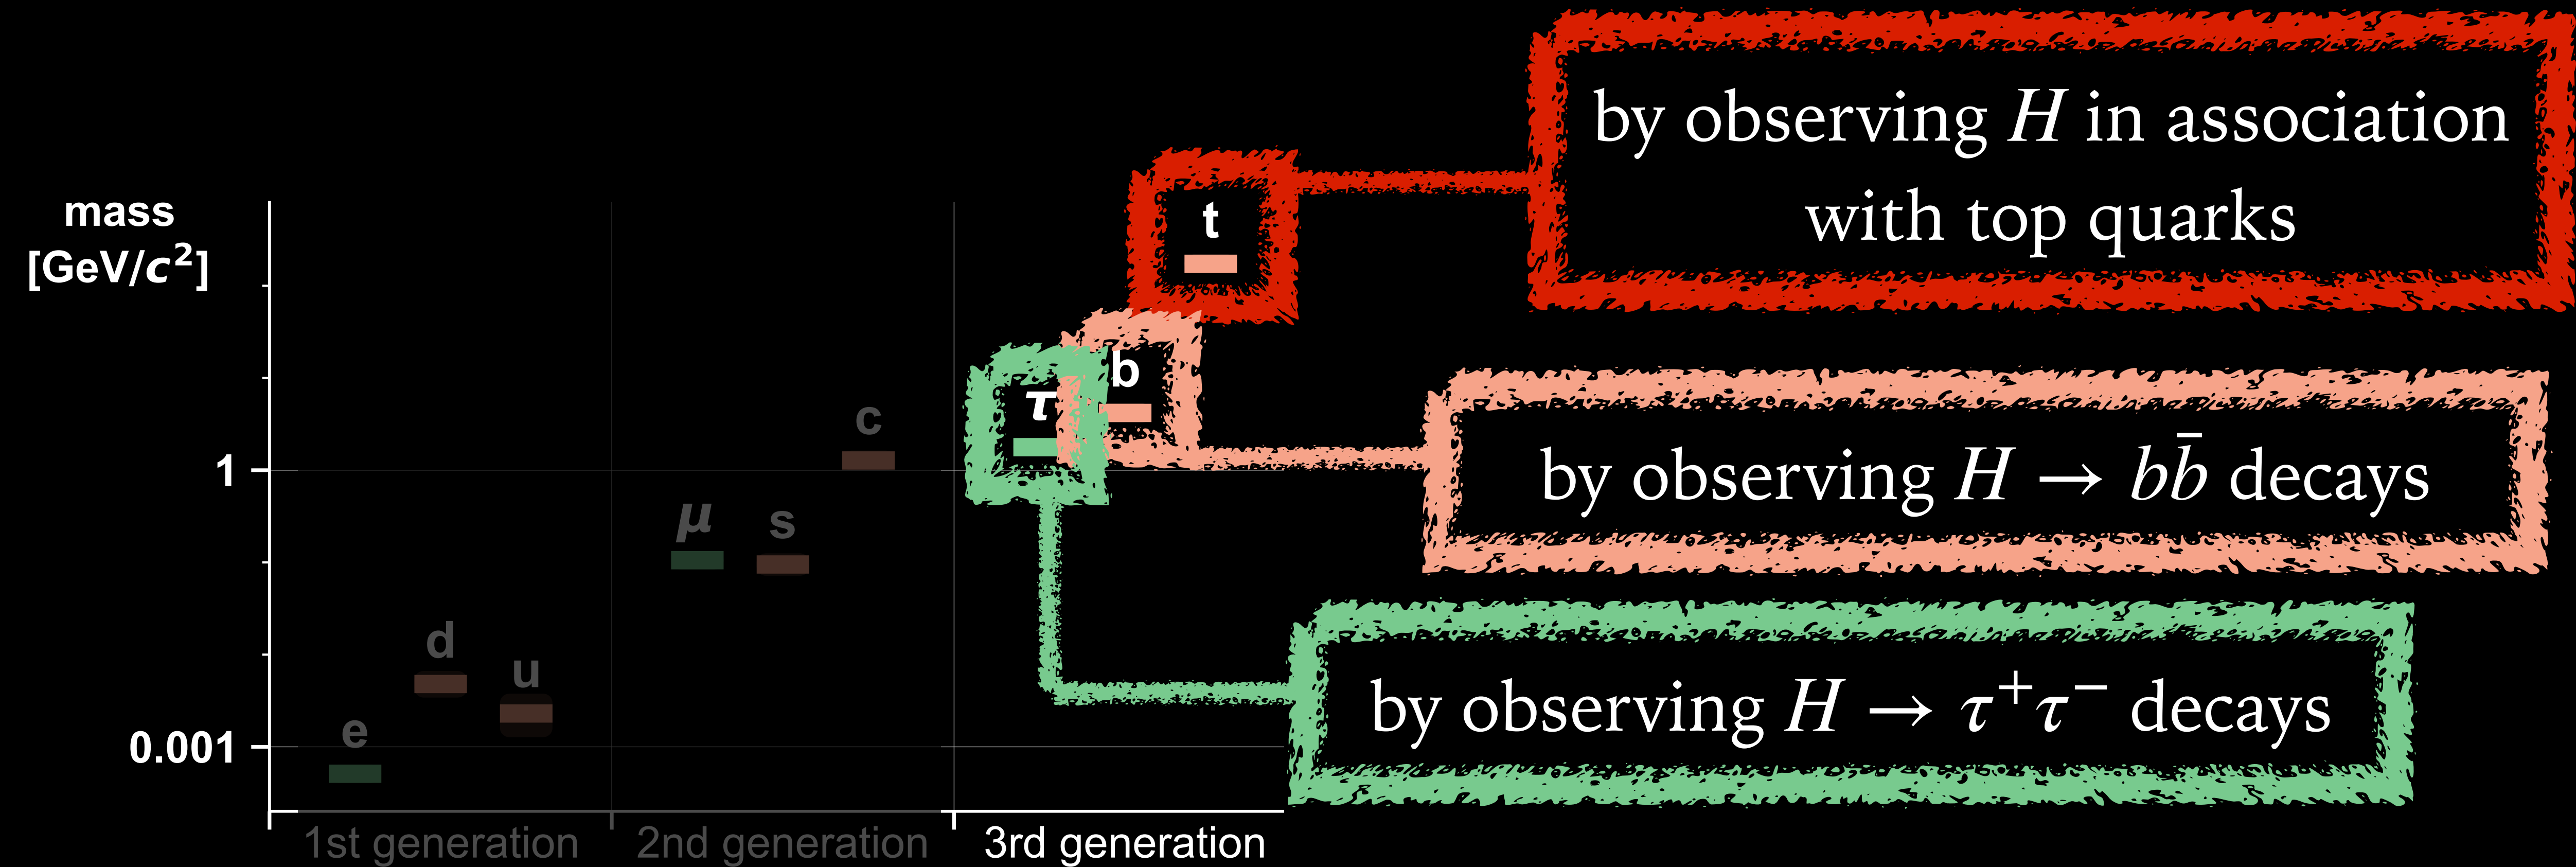 by observing H in association
with top quarks
mass
[GeV/c²]
t
b
τ
c
1
by observing H → bb̄ decays
μ
s
d
u
e
0.001
by observing H → τ⁺τ⁻ decays
1st generation
2nd generation
3rd generation